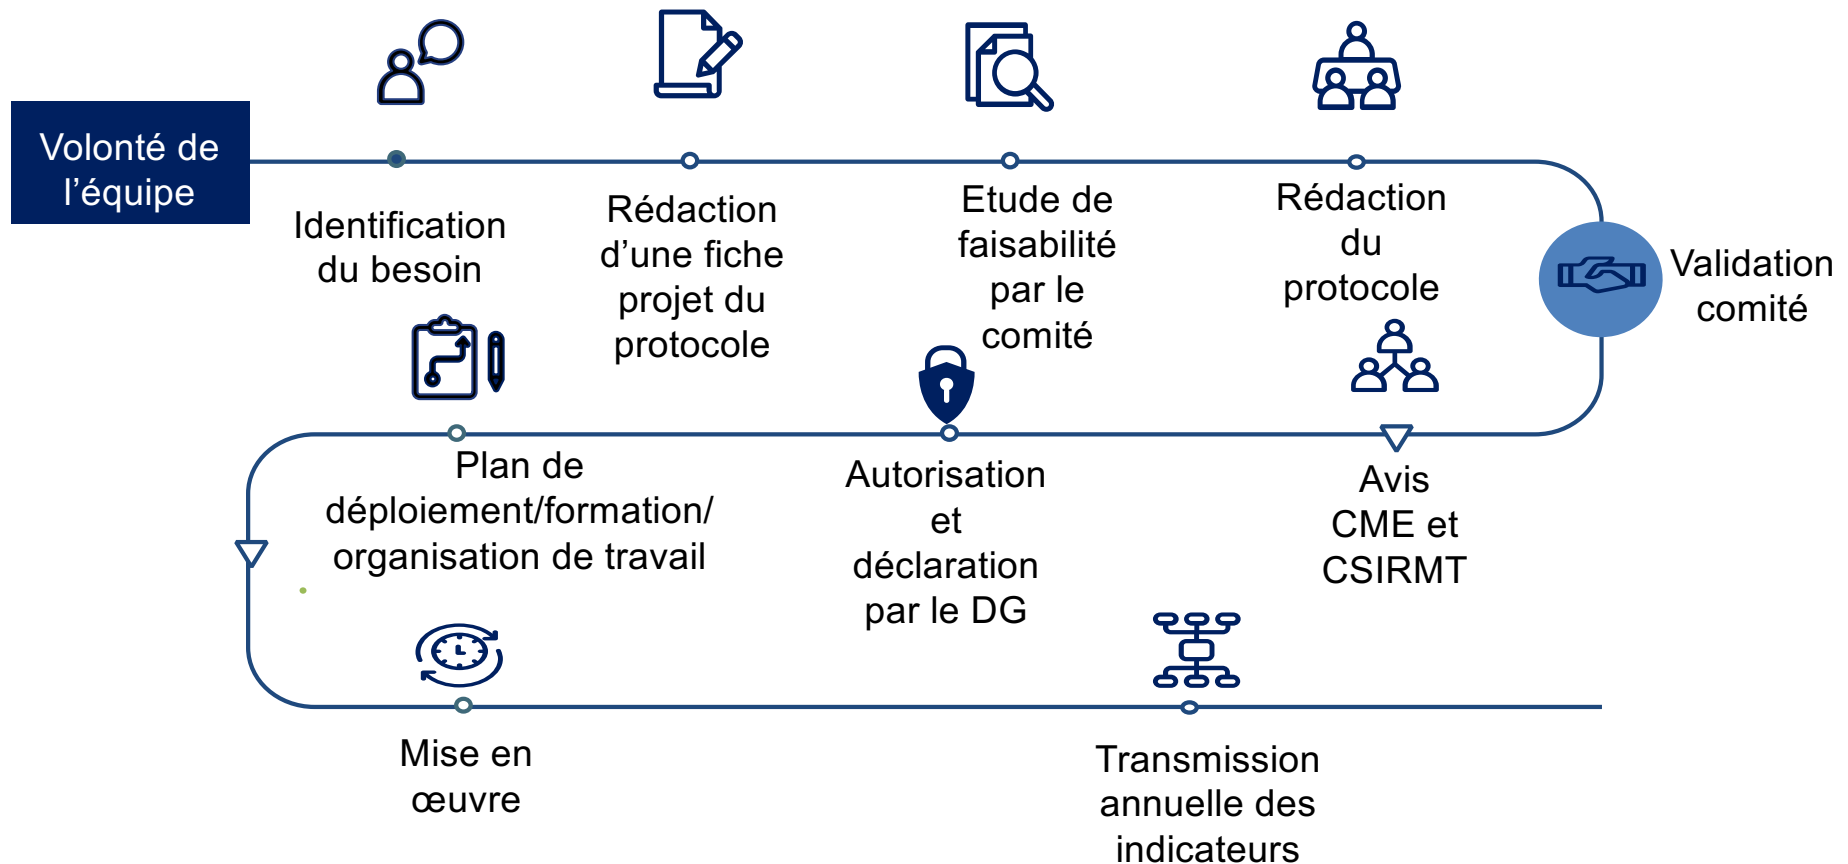 Volonté de
l'équipe
Identification
du besoin
Rédaction
d'une fiche
projet du
protocole
Etude de
faisabilité
par le
comité
Rédaction
du
protocole
Validation
comité
Avis
CME et
CSIRMT
Autorisation
et
déclaration
par le DG
Plan de
déploiement/formation/
organisation de travail
Mise en
œuvre
Transmission
annuelle des
indicateurs